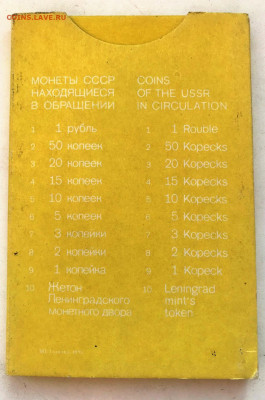 COINS.SAVE.RU
МОНЕТЫ СССР
НАХОДЯЩИЕСЯ
В ОБРАЩЕНИИ
1 1 рубль
2 50 копеек
3 20 копеек
4 15 копеек
5 10 копеек
6 5 копеек
7 3 копейки
8 2 копейки
9 1 копейка
10 Жетон
Ленинградского
монетного двора
COINS
OF THE USSR
IN CIRCULATION
1 1 Rouble
2 50 Kopecks
3 20 Kopecks
4 15 Kopecks
5 10 Kopecks
6 5 Kopecks
7 3 Kopecks
8 2 Kopecks
9 1 Kopeck
10 Leningrad
mint's
token